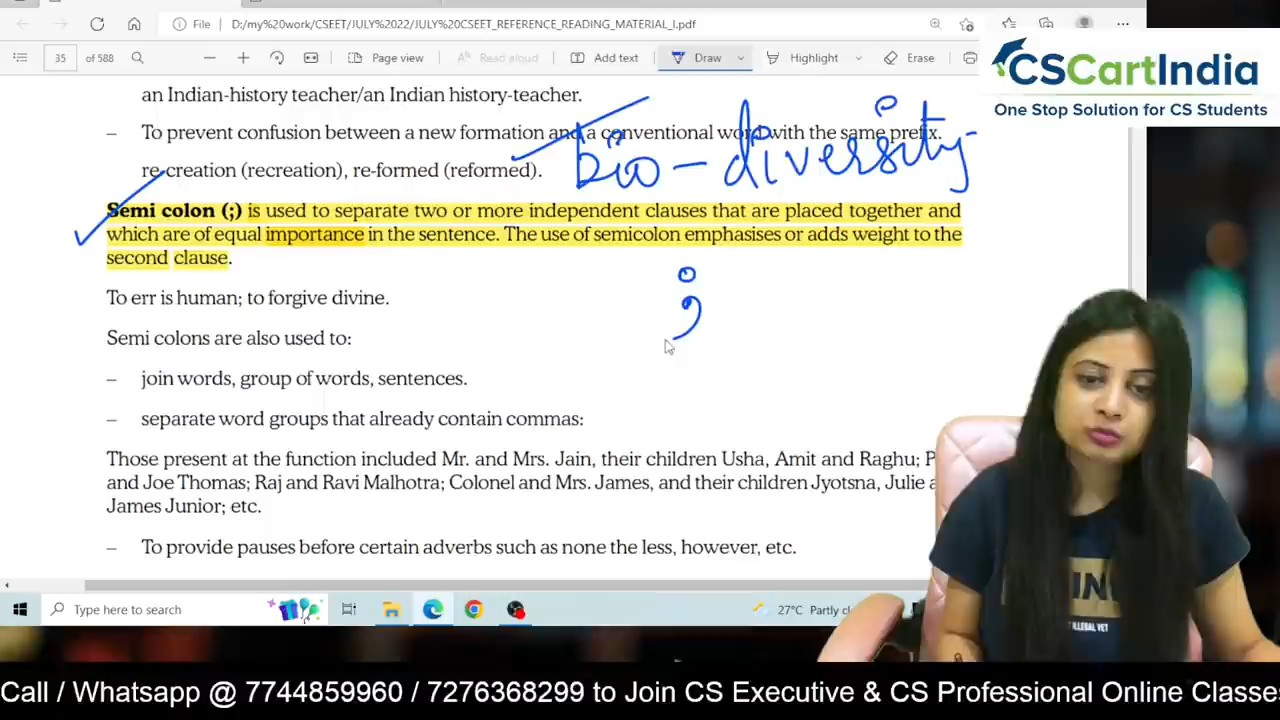 File
D:/my%20work/CSEET/JULY%2022/JULY%20CSEET_REFERENCE_READING_MATERIAL_I.pdf
CSCartIndia
One Stop Solution for CS Students
35 of 588
Page view
Read aloud
Add text
Draw
Highlight
Erase
an Indian-history teacher/an Indian history-teacher.
– To prevent confusion between a new formation and a conventional word with the same prefix.
re-creation (recreation), re-formed (reformed).
bio-diversity
Semi colon (;) is used to separate two or more independent clauses that are placed together and
which are of equal importance in the sentence. The use of semicolon emphasises or adds weight to the
second clause.
;
To err is human; to forgive divine.
Semi colons are also used to:
– join words, group of words, sentences.
– separate word groups that already contain commas:
Those present at the function included Mr. and Mrs. Jain, their children Usha, Amit and Raghu; P
and Joe Thomas; Raj and Ravi Malhotra; Colonel and Mrs. James, and their children Jyotsna, Julie a
James Junior; etc.
– To provide pauses before certain adverbs such as none the less, however, etc.
Type here to search
27°C Partly cl
ILLEGAL YET
Call / Whatsapp @ 7744859960 / 7276368299 to Join CS Executive & CS Professional Online Classes